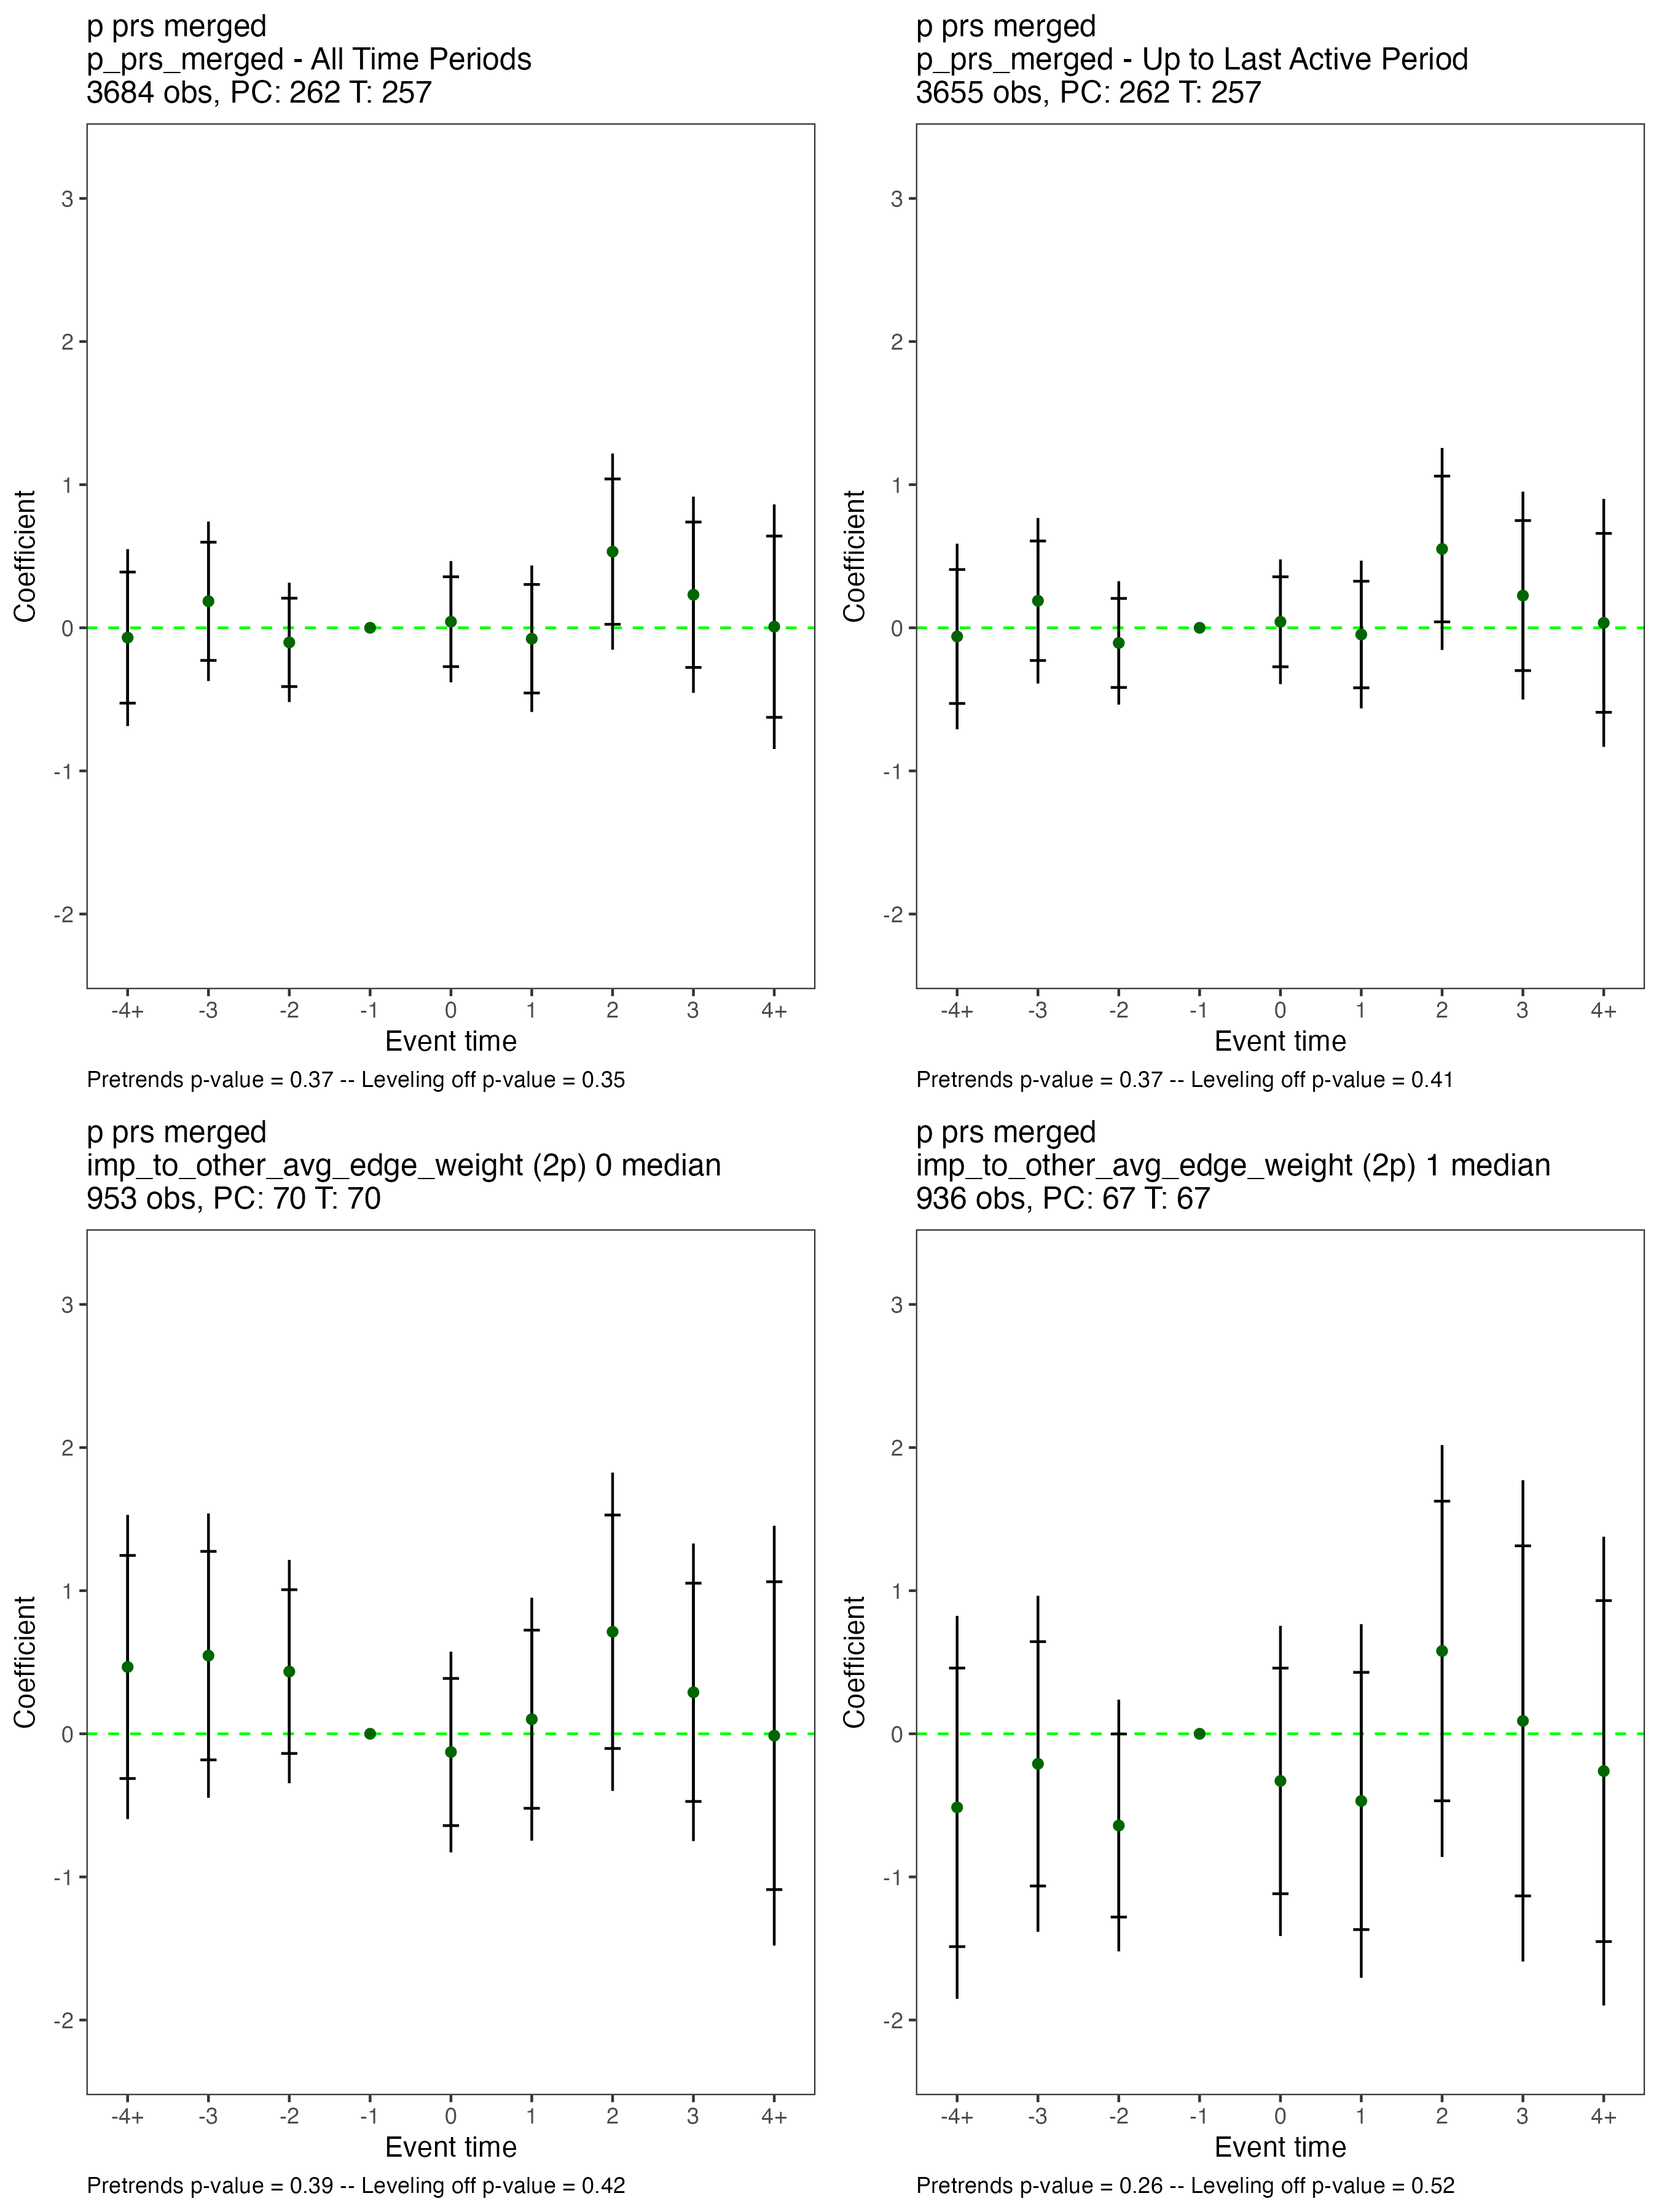 p prs merged
p_prs_merged - All Time Periods
3684 obs, PC: 262 T: 257
3
2
1
0
-1
-2
Coefficient
-4+ -3 -2 -1 0 1 2 3 4+
Event time
Pretrends p-value = 0.37 -- Leveling off p-value = 0.35
p prs merged
p_prs_merged - Up to Last Active Period
3655 obs, PC: 262 T: 257
3
2
1
0
-1
-2
Coefficient
-4+ -3 -2 -1 0 1 2 3 4+
Event time
Pretrends p-value = 0.37 -- Leveling off p-value = 0.41
p prs merged
imp_to_other_avg_edge_weight (2p) 0 median
953 obs, PC: 70 T: 70
3
2
1
0
-1
-2
Coefficient
-4+ -3 -2 -1 0 1 2 3 4+
Event time
Pretrends p-value = 0.39 -- Leveling off p-value = 0.42
p prs merged
imp_to_other_avg_edge_weight (2p) 1 median
936 obs, PC: 67 T: 67
3
2
1
0
-1
-2
Coefficient
-4+ -3 -2 -1 0 1 2 3 4+
Event time
Pretrends p-value = 0.26 -- Leveling off p-value = 0.52